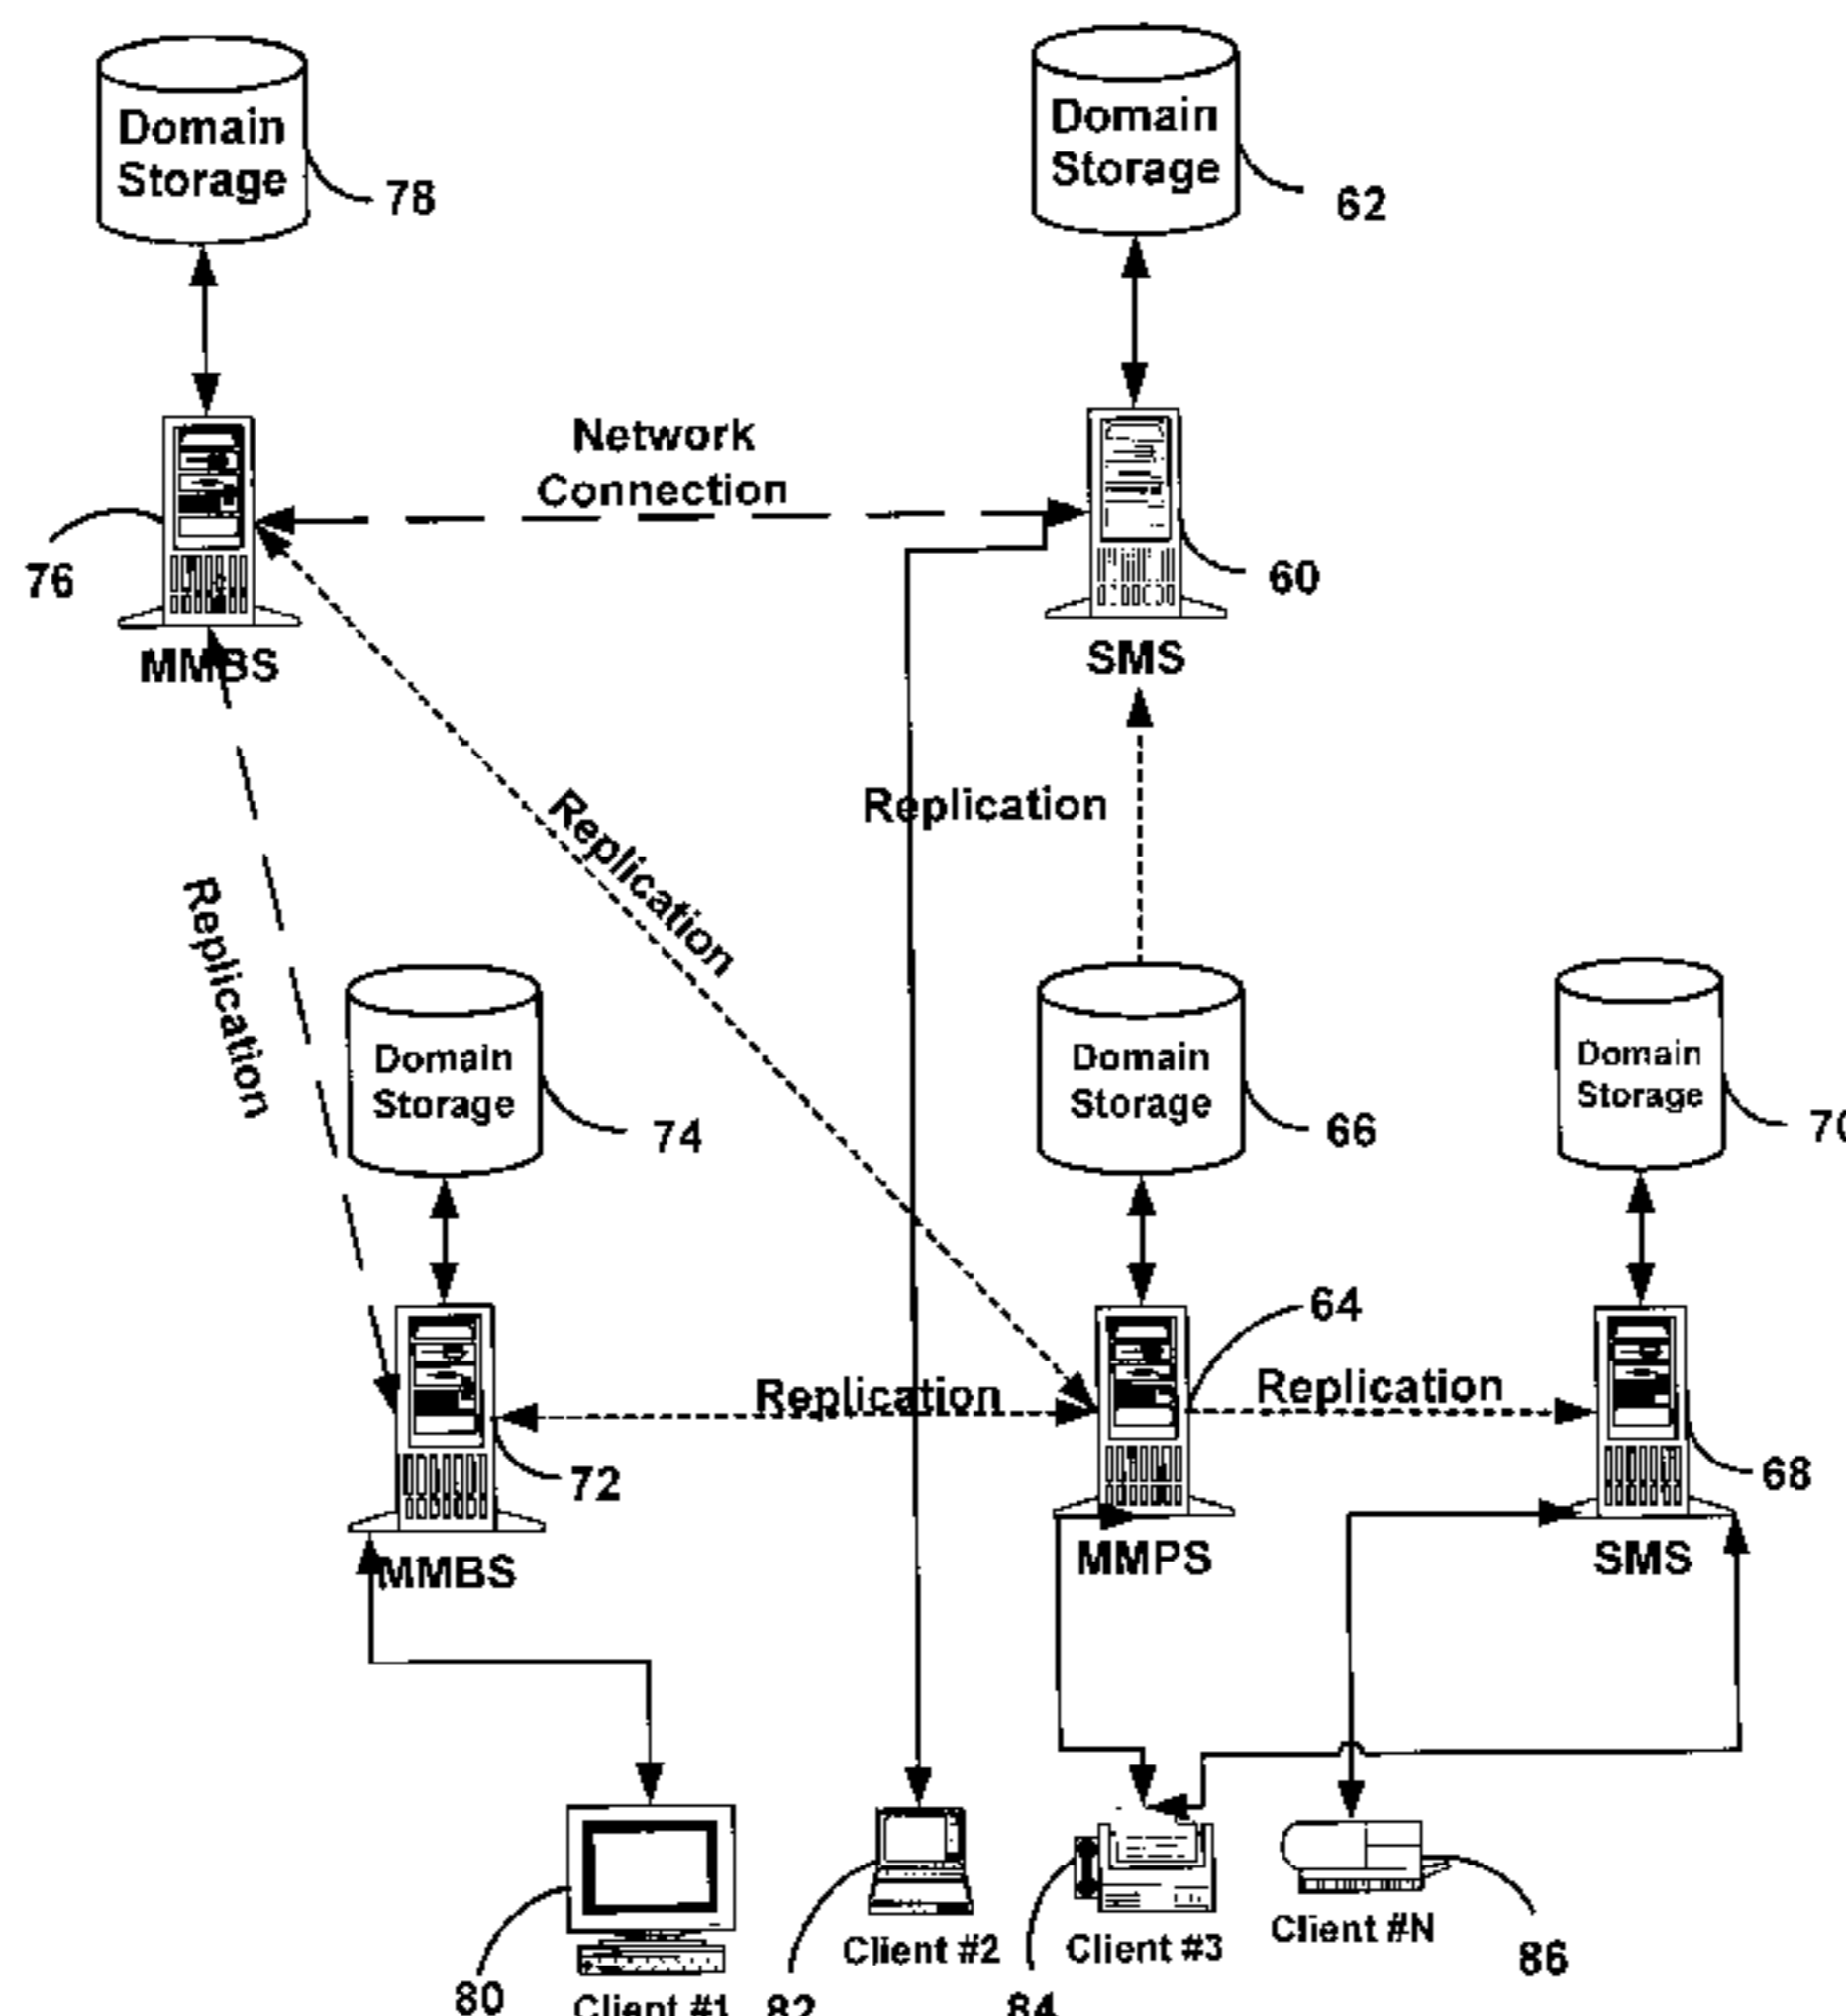 Domain
Storage
78
Domain
Storage
62
Network
Connection
76
MMBS
60
SMS
Replication
Replication
Replication
Domain
Storage
74
Domain
Storage
66
Domain
Storage
70
64
Replication
Replication
72
68
MMBS
MMPS
SMS
Client #2
Client #3
Client #N
86
80
Client #1
82
84